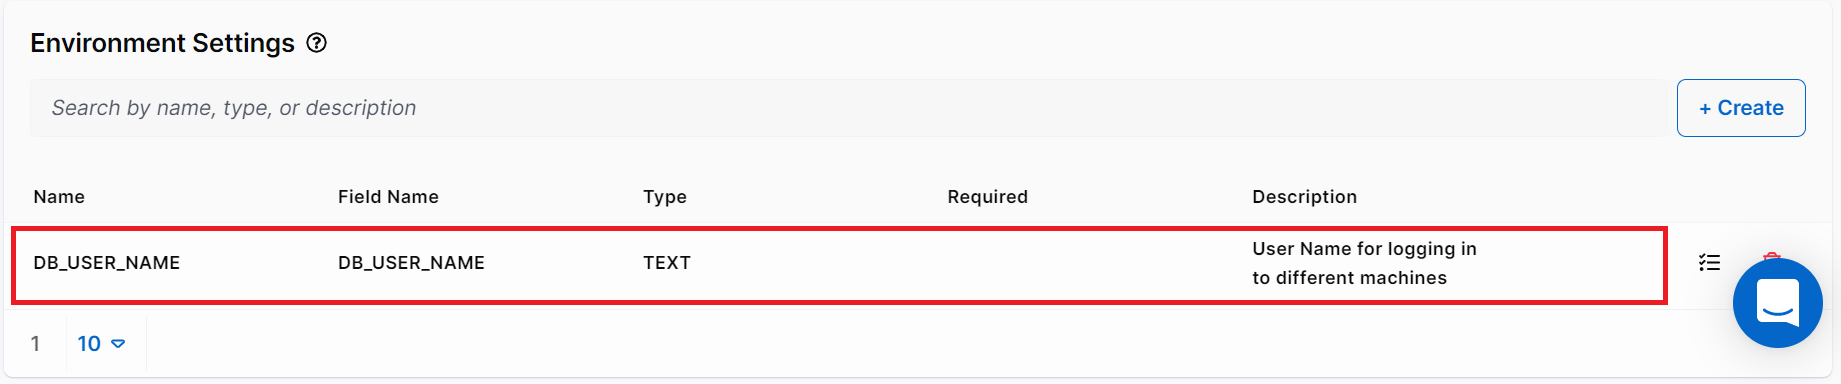 Environment Settings
Search by name, type, or description
+ Create
Name Field Name Type Required Description
DB_USER_NAME DB_USER_NAME TEXT User Name for logging in
to different machines
1 10